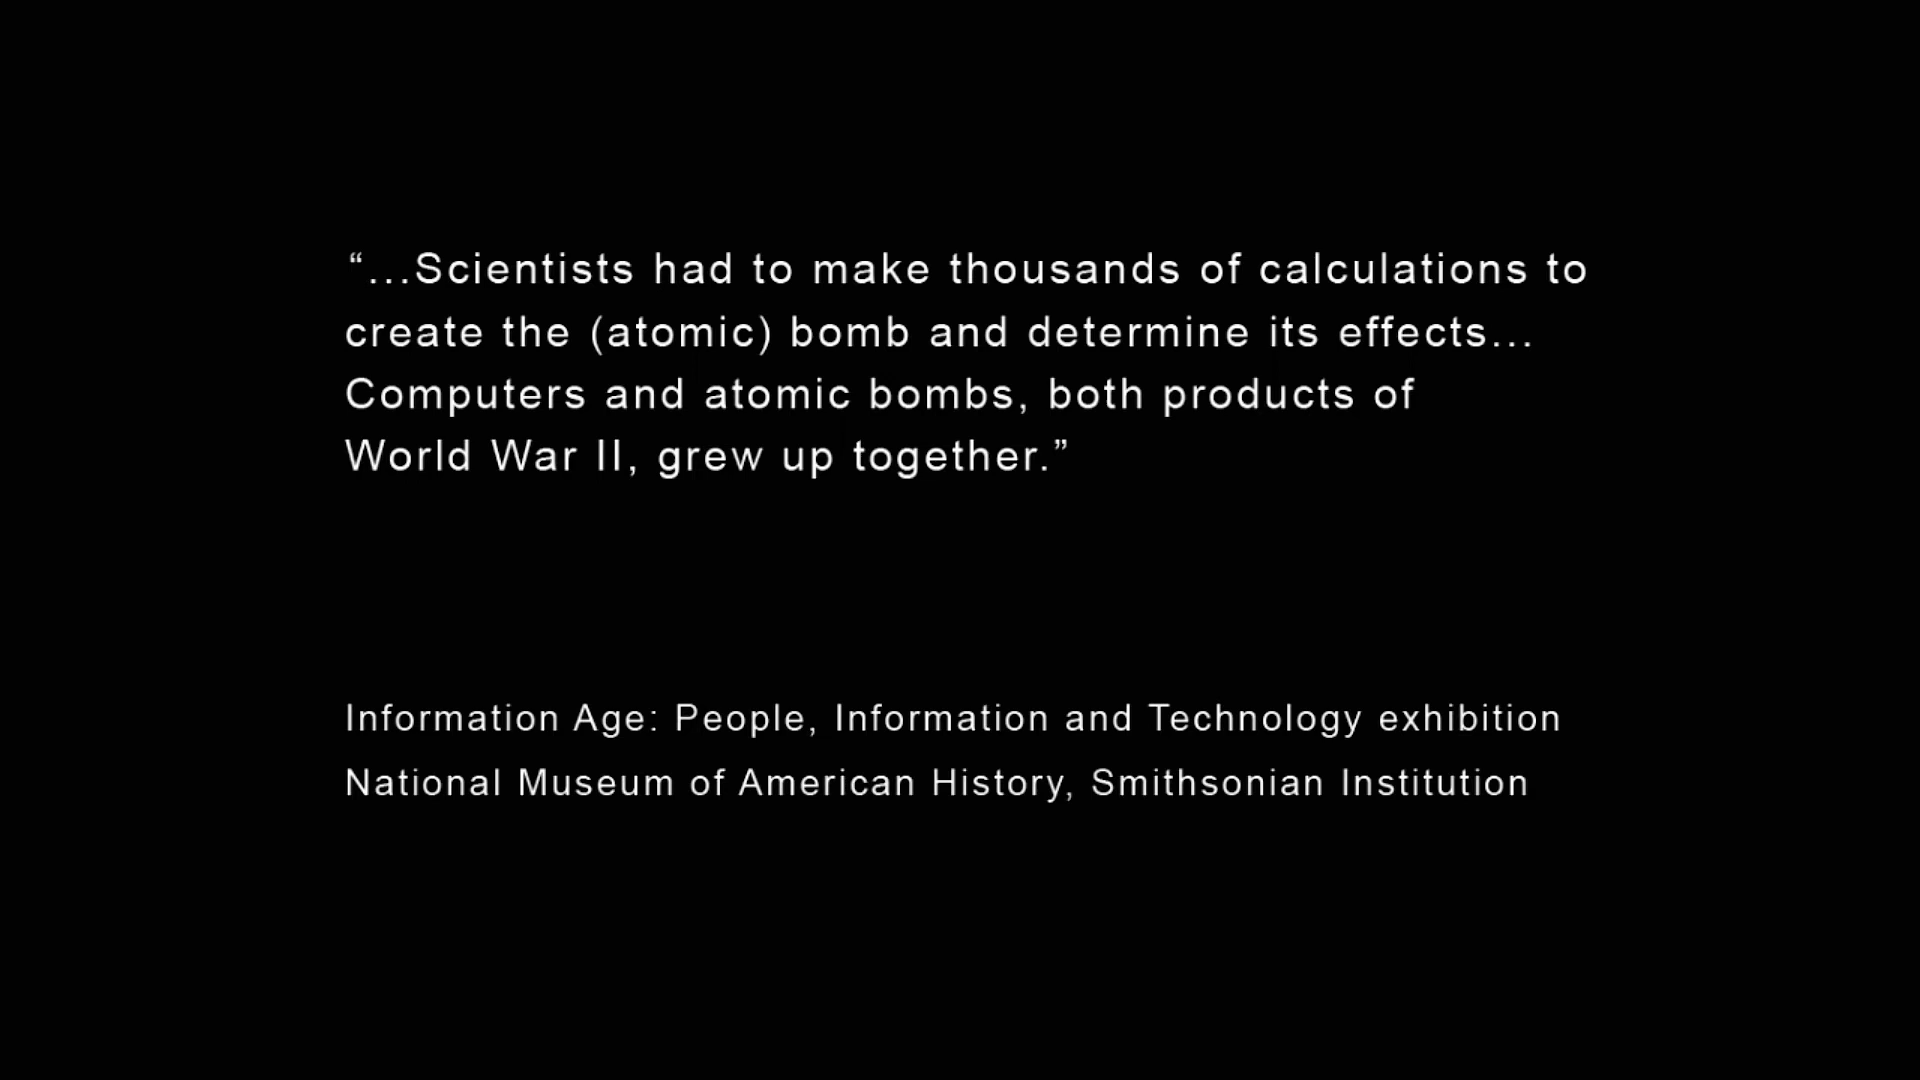 “...Scientists had to make thousands of calculations to
create the (atomic) bomb and determine its effects...
Computers and atomic bombs, both products of
World War II, grew up together.”
Information Age: People, Information and Technology exhibition
National Museum of American History, Smithsonian Institution